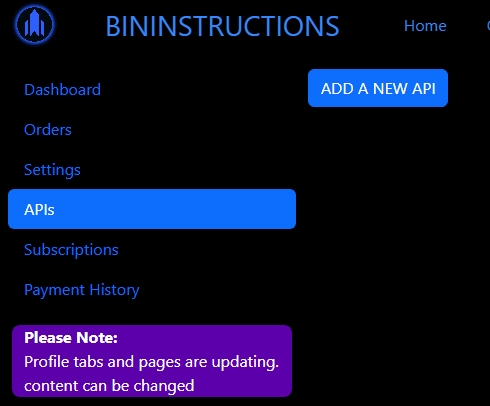 BININSTRUCTIONS
Home
Dashboard
ADD A NEW API
Orders
Settings
APIs
Subscriptions
Payment History
Please Note:
Profile tabs and pages are updating.
content can be changed